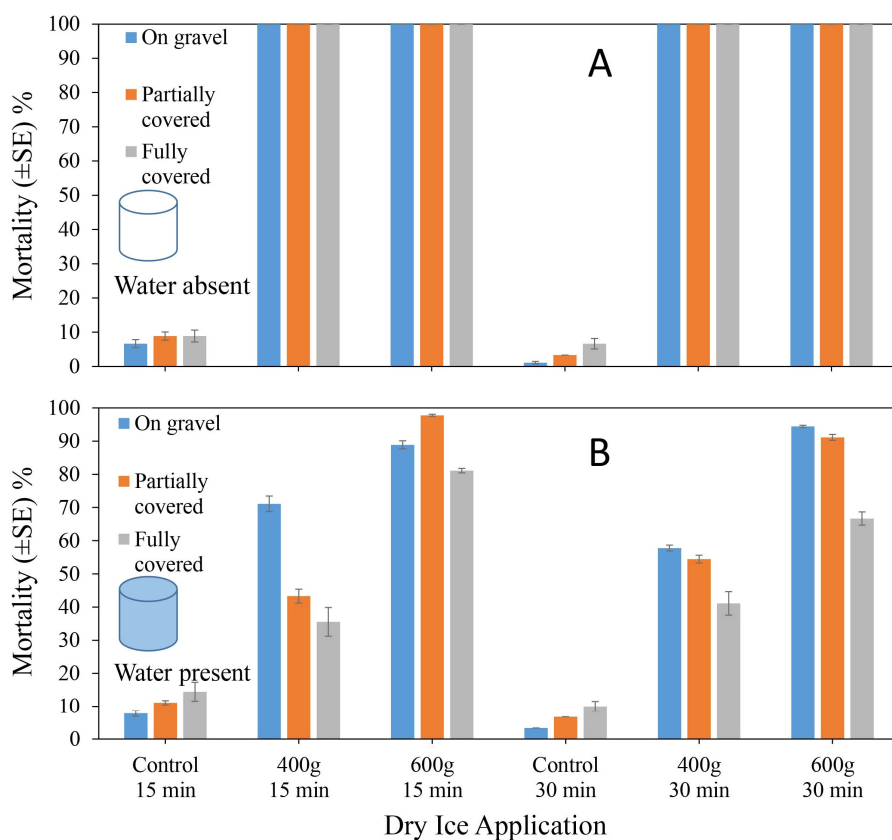 Mortality (±SE) %
100
90
80
70
60
50
40
30
20
10
0
On gravel
Partially
covered
Fully
covered
Water absent
A
Mortality (±SE) %
100
90
80
70
60
50
40
30
20
10
0
On gravel
Partially
covered
Fully
covered
Water present
B
Control
15 min
400g
15 min
600g
15 min
Control
30 min
400g
30 min
600g
30 min
Dry Ice Application